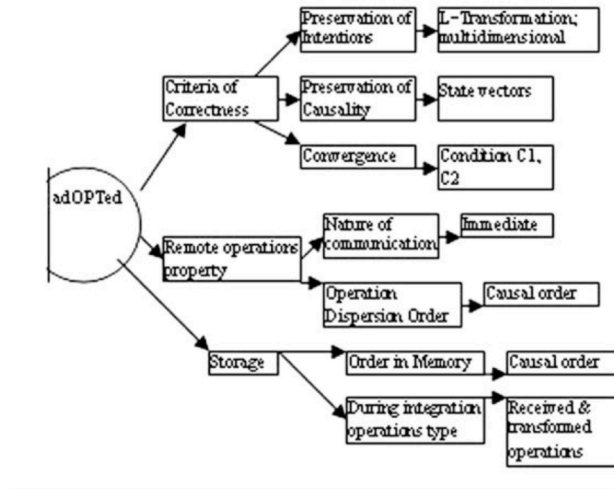 Preservation of
Intentions
L-Transformation;
multidimensional
Criteria of
Correctness
Preservation of
Causality
State vectors
Convergence
Condition C1,
C2
adOPTed
Remote operations
property
Nature of
communication
Immediate
Operation
Dispersion Order
Causal order
Storage
Order in Memory
Causal order
During integration
operations type
Received &
transformed
operations